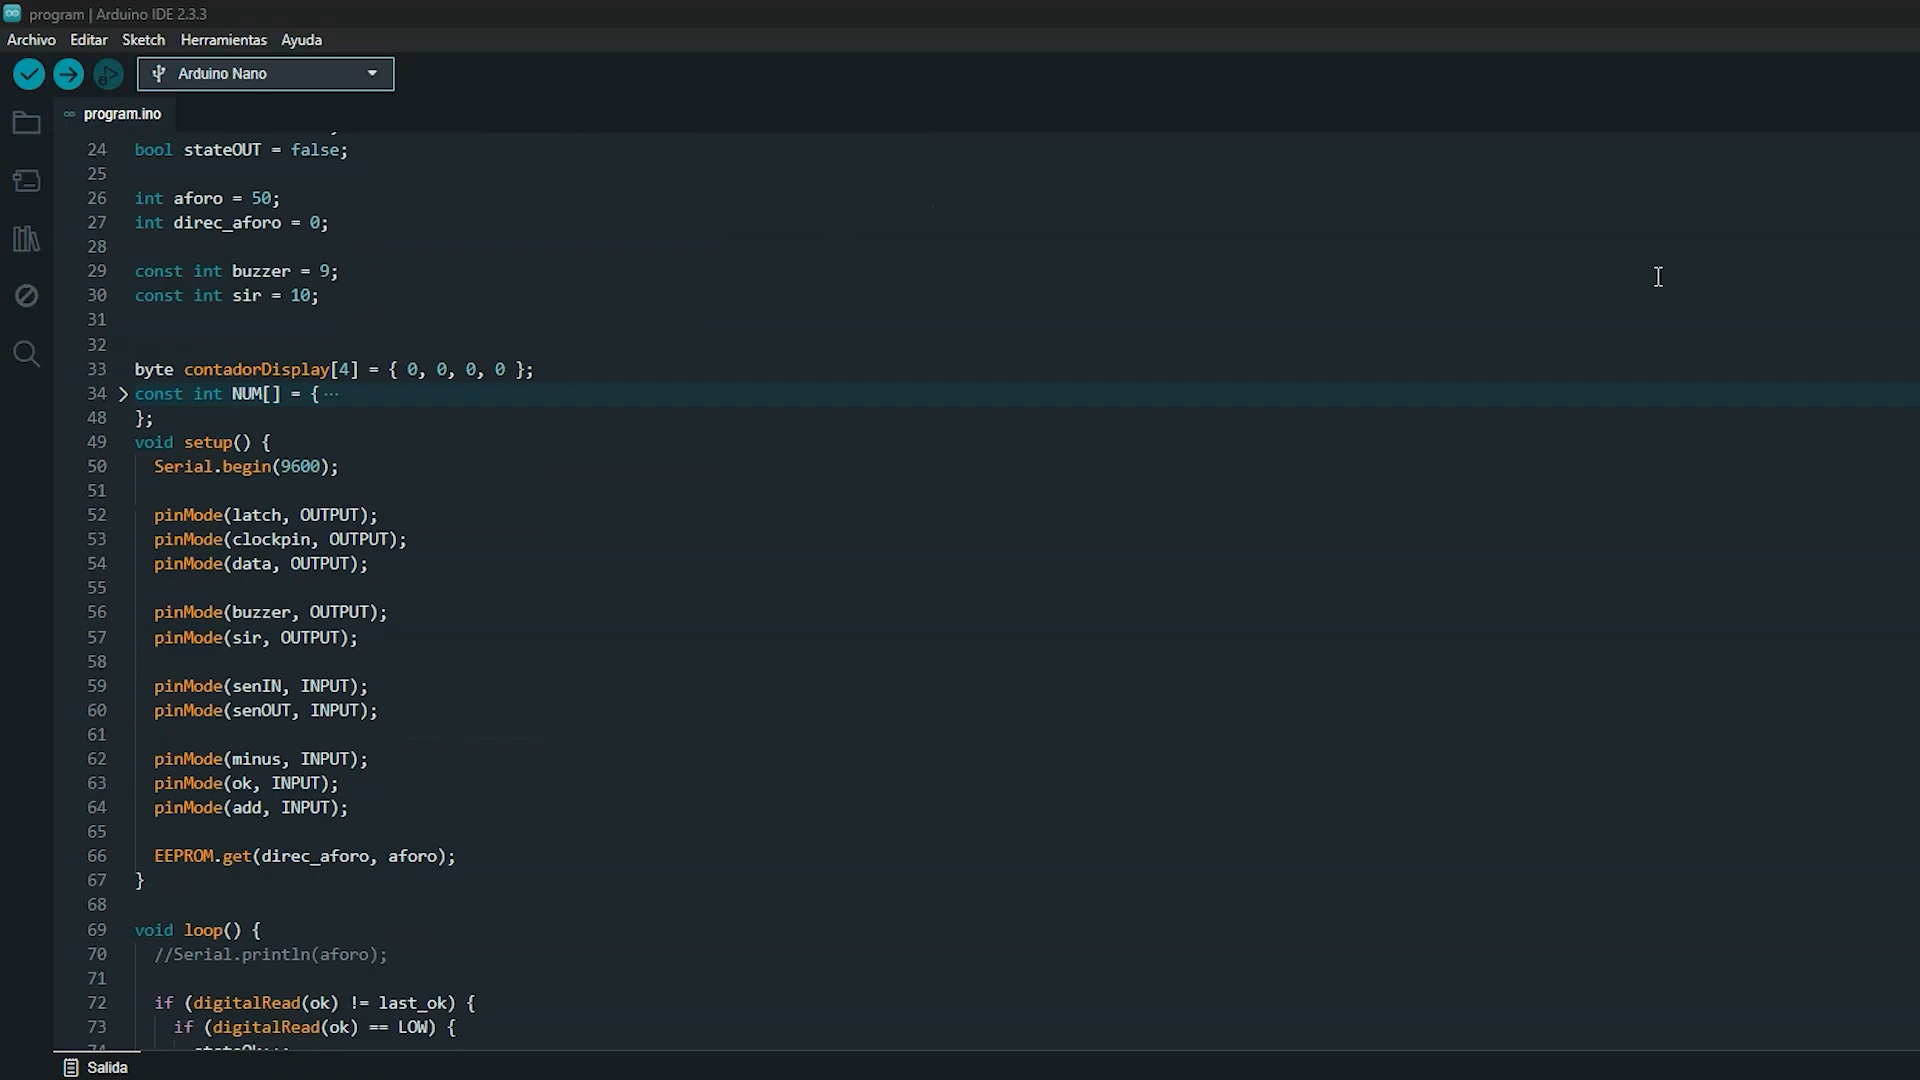 program | Arduino IDE 2.3.3
Archivo Editar Sketch Herramientas Ayuda
Arduino Nano
program.ino
24 bool stateOUT = false;
25
26 int aforo = 50;
27 int direc_aforo = 0;
28
29 const int buzzer = 9;
30 const int sir = 10;
31
32
33 byte contadorDisplay[4] = { 0, 0, 0, 0 };
34 const int NUM[] = { ···
48 };
49 void setup() {
50 Serial.begin(9600);
51
52 pinMode(latch, OUTPUT);
53 pinMode(clockpin, OUTPUT);
54 pinMode(data, OUTPUT);
55
56 pinMode(buzzer, OUTPUT);
57 pinMode(sir, OUTPUT);
58
59 pinMode(senIN, INPUT);
60 pinMode(senOUT, INPUT);
61
62 pinMode(minus, INPUT);
63 pinMode(ok, INPUT);
64 pinMode(add, INPUT);
65
66 EEPROM.get(direc_aforo, aforo);
67 }
68
69 void loop() {
70 //Serial.println(aforo);
71
72 if (digitalRead(ok) != last_ok) {
73 if (digitalRead(ok) == LOW) {
Salida